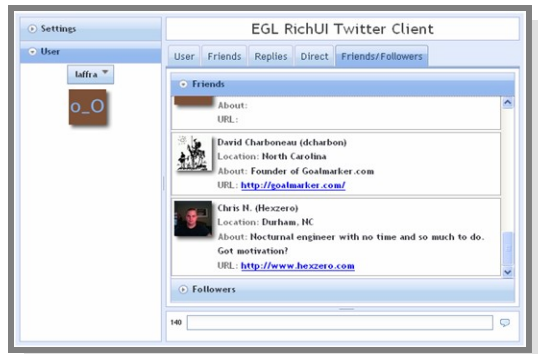 Settings
User
laffra
o_O
EGL RichUI Twitter Client
User Friends Replies Direct Friends/Followers
Friends
About:
URL:
David Charboneau (dcharbon)
Location: North Carolina
About: Founder of Goalmarker.com
URL: http://goalmarker.com/
Chris N. (Hexzero)
Location: Durham, NC
About: Nocturnal engineer with no time and so much to do.
Got motivation?
URL: http://www.hexzero.com
Followers
140